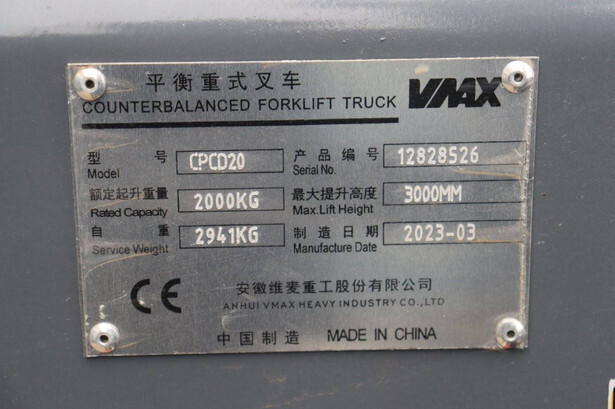 平衡重式叉车
COUNTERBALANCED FORKLIFT TRUCK VMAX
型 号 CPCD20 产品编号 12828526
Model Serial No.
额定起升重量 2000KG 最大提升高度 3000MM
Rated Capacity Max.Lift Height
自 重 2941KG 制造日期 2023-03
Service Weight Manufacture Date
CE 安徽维麦重工股份有限公司
ANHUI VMAX HEAVY INDUSTRY CO.,LTD
中国制造 MADE IN CHINA